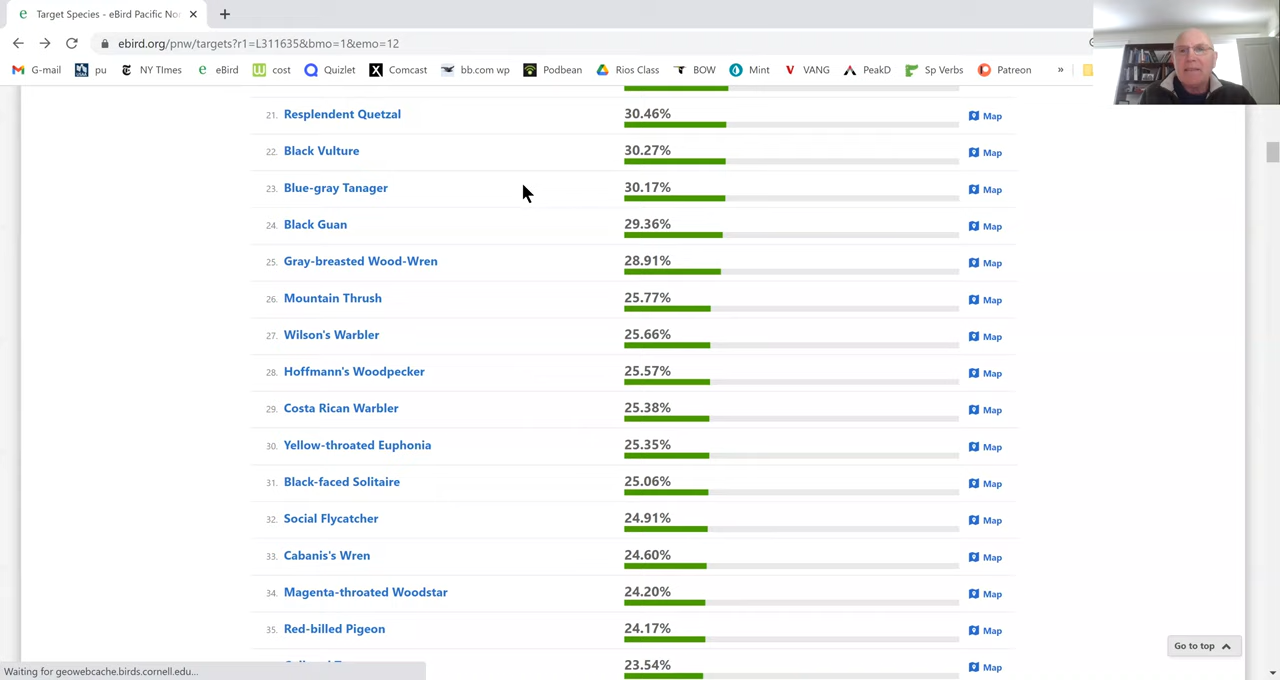 Target Species - eBird Pacific Nor
ebird.org/pnw/targets?r1=L311635&bmo=1&emo=12
G-mail pu NY TImes eBird cost Quizlet Comcast bb.com wp Podbean Rios Class BOW Mint VANG PeakD Sp Verbs Patreon »
21. Resplendent Quetzal 30.46% Map
22. Black Vulture 30.27% Map
23. Blue-gray Tanager 30.17% Map
24. Black Guan 29.36% Map
25. Gray-breasted Wood-Wren 28.91% Map
26. Mountain Thrush 25.77% Map
27. Wilson's Warbler 25.66% Map
28. Hoffmann's Woodpecker 25.57% Map
29. Costa Rican Warbler 25.38% Map
30. Yellow-throated Euphonia 25.35% Map
31. Black-faced Solitaire 25.06% Map
32. Social Flycatcher 24.91% Map
33. Cabanis's Wren 24.60% Map
34. Magenta-throated Woodstar 24.20% Map
35. Red-billed Pigeon 24.17% Map
Go to top
23.54% Map
Waiting for geowebcache.birds.cornell.edu...